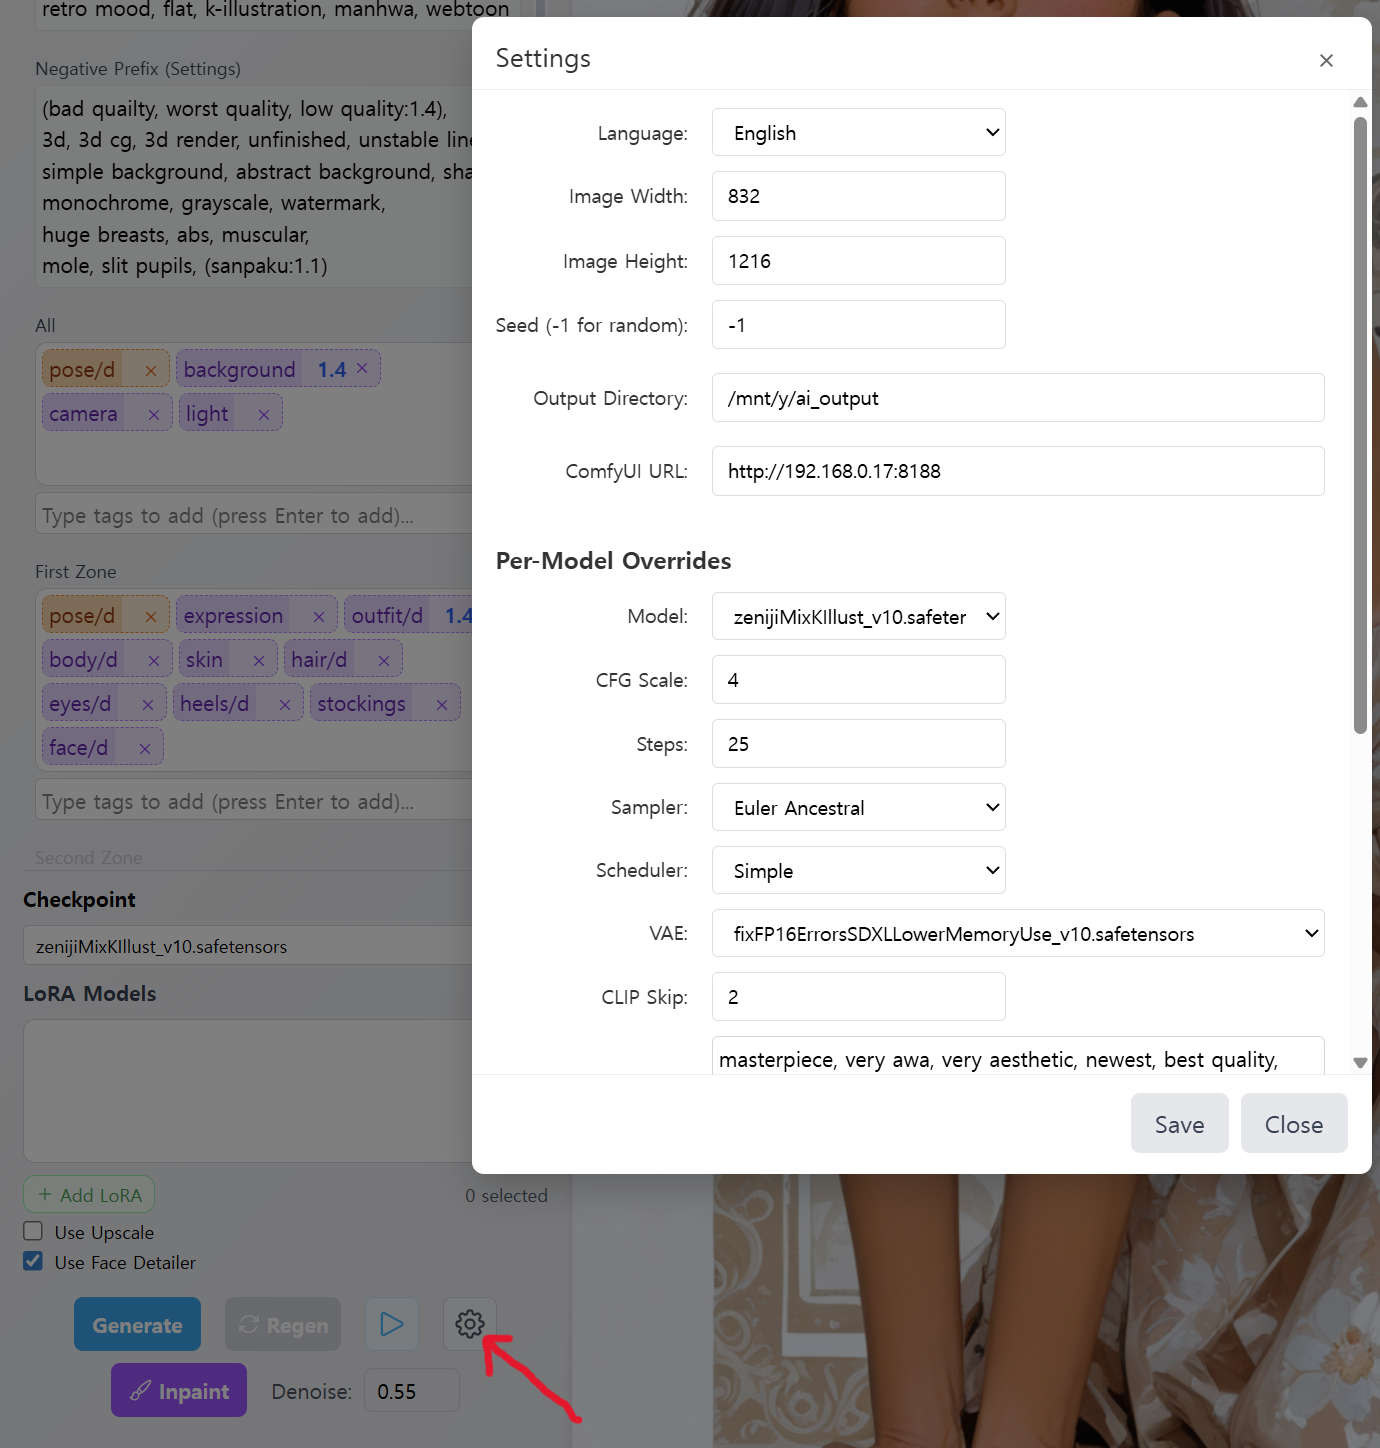 retro mood, flat, k-illustration, manhwa, webtoon
Negative Prefix (Settings)
(bad quailty, worst quality, low quality:1.4),
3d, 3d cg, 3d render, unfinished, unstable line
simple background, abstract background, sha
monochrome, grayscale, watermark,
huge breasts, abs, muscular,
mole, slit pupils, (sanpaku:1.1)
All
pose/d × background 1.4 ×
camera × light ×
Type tags to add (press Enter to add)...
First Zone
pose/d × expression × outfit/d 1.4
body/d × skin × hair/d ×
eyes/d × heels/d × stockings ×
face/d ×
Type tags to add (press Enter to add)...
Second Zone
Checkpoint
zenijiMixKIllust_v10.safetensors
LoRA Models
+ Add LoRA
0 selected
Use Upscale
Use Face Detailer
Generate
Regen
Inpaint
Denoise: 0.55
Settings
×
Language: English
Image Width: 832
Image Height: 1216
Seed (-1 for random): -1
Output Directory: /mnt/y/ai_output
ComfyUI URL: http://192.168.0.17:8188
Per-Model Overrides
Model: zenijiMixKIllust_v10.safeter
CFG Scale: 4
Steps: 25
Sampler: Euler Ancestral
Scheduler: Simple
VAE: fixFP16ErrorsSDXLLowerMemoryUse_v10.safetensors
CLIP Skip: 2
masterpiece, very awa, very aesthetic, newest, best quality,
Save
Close